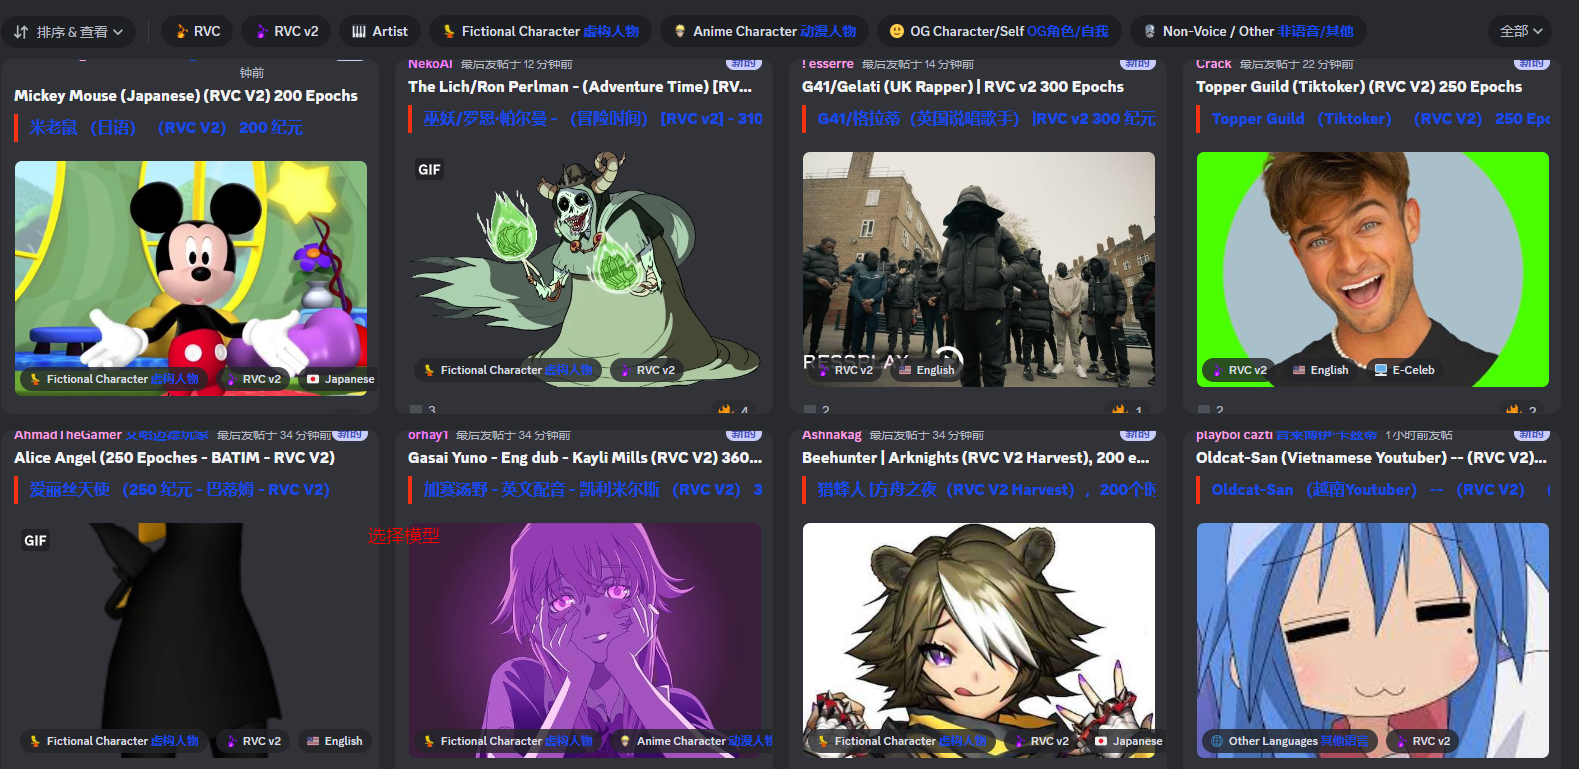 排序 & 查看
RVC
RVC v2
Artist
Fictional Character 虚构人物
Anime Character 动漫人物
OG Character/Self OG角色/自我
Non-Voice / Other 非语音/其他
全部
钟前
Mickey Mouse (Japanese) (RVC V2) 200 Epochs
米老鼠 （日语） （RVC V2） 200 纪元
Fictional Character 虚构人物
RVC v2
Japanese
NekoAI 最后发帖于 12 分钟前 新的
The Lich/Ron Perlman - (Adventure Time) [RV...
巫妖/罗恩·帕尔曼 - （冒险时间） [RVC v2] - 310
GIF
Fictional Character 虚构人物
RVC v2
3
4
! esserre 最后发帖于 14 分钟前 新的
G41/Gelati (UK Rapper) | RVC v2 300 Epochs
G41/格拉蒂（英国说唱歌手） |RVC v2 300 纪元
RESSPLAY
RVC v2
English
2
1
Crack 最后发帖于 22 分钟前 新的
Topper Guild (Tiktoker) (RVC V2) 250 Epochs
Topper Guild （Tiktoker） （RVC V2） 250 Epo
RVC v2
English
E-Celeb
2
2
AhmadTheGamer 艾哈迈德玩家 最后发帖于 34 分钟前 新的
Alice Angel (250 Epoches - BATIM - RVC V2)
爱丽丝天使 （250 纪元 - 巴蒂姆 - RVC V2）
GIF
Fictional Character 虚构人物
RVC v2
English
选择模型
orhay1 最后发帖于 34 分钟前 新的
Gasai Yuno - Eng dub - Kayli Mills (RVC V2) 360...
加赛汤野 - 英文配音 - 凯利米尔斯 （RVC V2） 3
Fictional Character 虚构人物
Anime Character 动漫人物
Ashnakag 最后发帖于 34 分钟前 新的
Beehunter | Arknights (RVC V2 Harvest), 200 e...
猎烽人 |方舟之夜（RVC V2 Harvest），200个时
Fictional Character 虚构人物
RVC v2
Japanese
playboi cazti 普莱博伊·卡兹蒂 1 小时前发帖 新的
Oldcat-San (Vietnamese Youtuber) -- (RVC V2)...
Oldcat-San （越南Youtuber） -- （RVC V2） （
Other Languages 其他语言
RVC v2